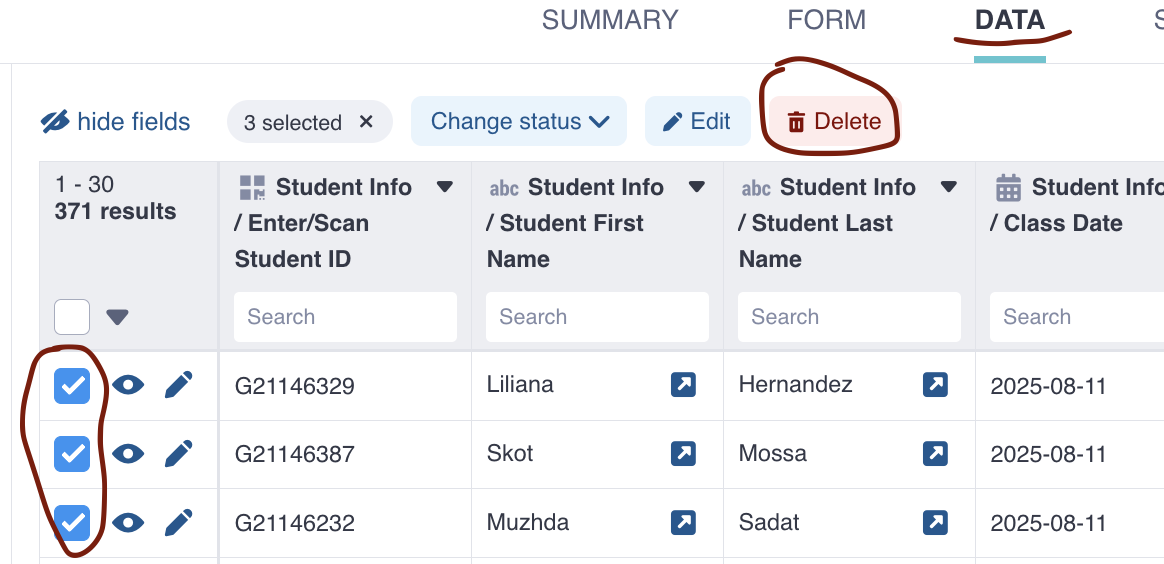 SUMMARY FORM DATA
hide fields 3 selected × Change status Edit Delete
1 - 30
371 results
Student Info
/ Enter/Scan
Student ID
abc Student Info
/ Student First
Name
abc Student Info
/ Student Last
Name
Student Info
/ Class Date
Search Search Search Search
G21146329 Liliana Hernandez 2025-08-11
G21146387 Skot Mossa 2025-08-11
G21146232 Muzhda Sadat 2025-08-11